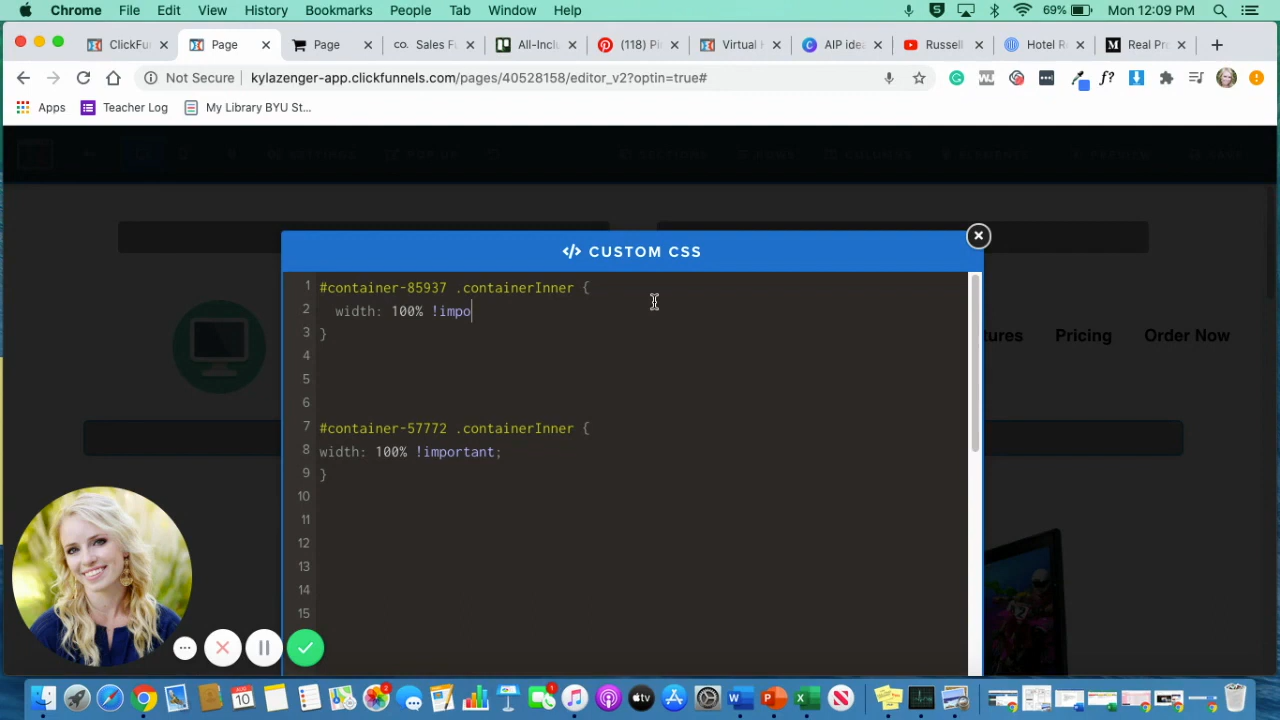 Chrome File Edit View History Bookmarks People Tab Window Help 69% Mon 12:09 PM
ClickFu Page Page Sales Fu All-Inclu (118) Pi Virtual H AIP idea Russell Hotel R Real Pro
Not Secure kylazenger-app.clickfunnels.com/pages/40528158/editor_v2?optin=true#
Apps Teacher Log My Library BYU St...
</> CUSTOM CSS
1 #container-85937 .containerInner {
2 width: 100% !impo
3 }
4
5
6
7 #container-57772 .containerInner {
8 width: 100% !important;
9 }
10
11
12
13
14
15
tures Pricing Order Now